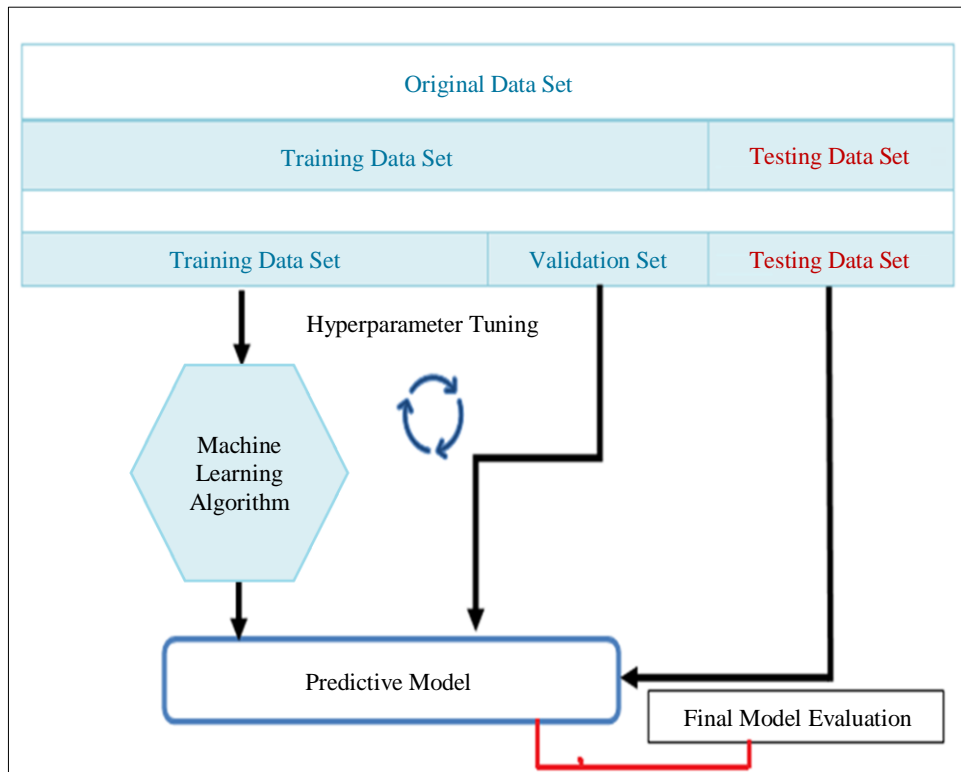 Original Data Set
Training Data Set
Testing Data Set
Training Data Set
Validation Set
Testing Data Set
Hyperparameter Tuning
Machine
Learning
Algorithm
Predictive Model
Final Model Evaluation